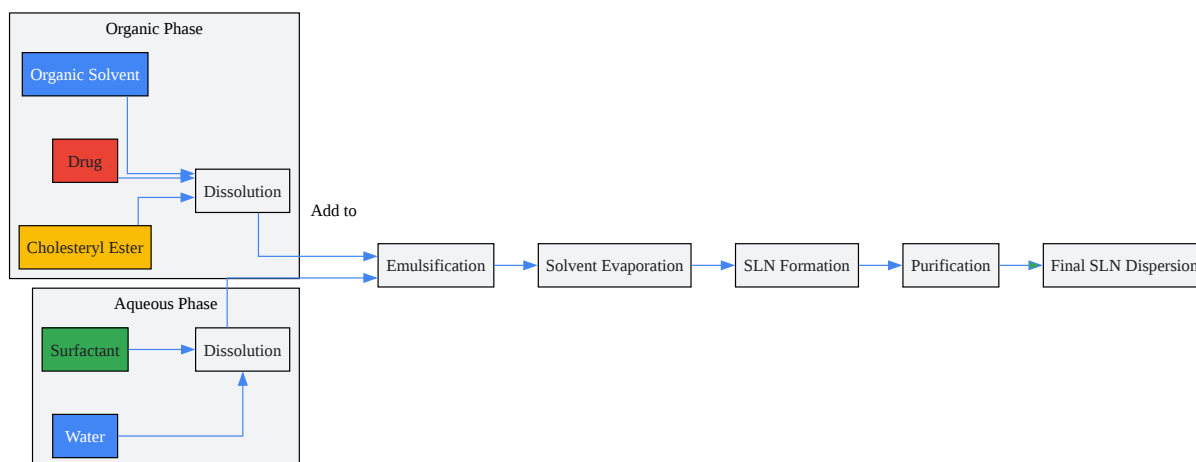 Organic Phase
Organic Solvent
Drug
Dissolution
Cholesteryl Ester
Add to
Emulsification
Solvent Evaporation
SLN Formation
Purification
Final SLN Dispersion
Aqueous Phase
Surfactant
Dissolution
Water